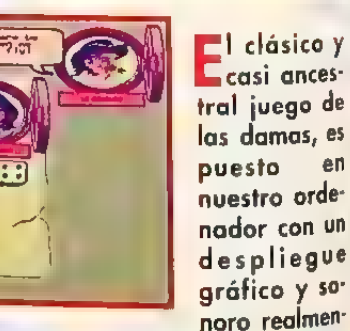 El clásico y
casi ances-
tral juego de
las damas, es
puesto en
nuestro orde-
nador con un
despliegue
gráfico y so-
noro realmen-